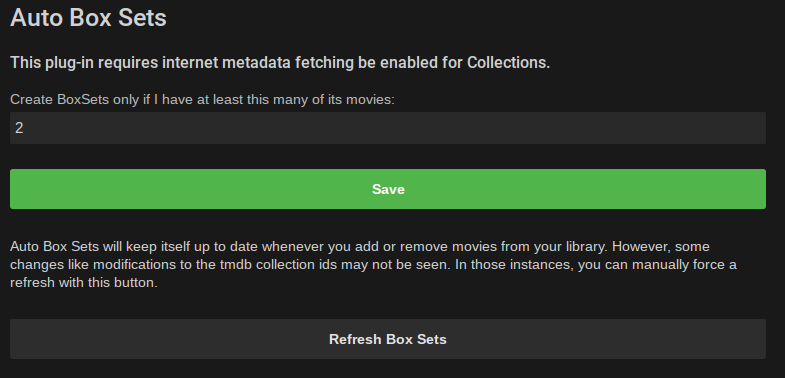 Auto Box Sets
This plug-in requires internet metadata fetching be enabled for Collections.
Create BoxSets only if I have at least this many of its movies:
2
Save
Auto Box Sets will keep itself up to date whenever you add or remove movies from your library. However, some
changes like modifications to the tmdb collection ids may not be seen. In those instances, you can manually force a
refresh with this button.
Refresh Box Sets